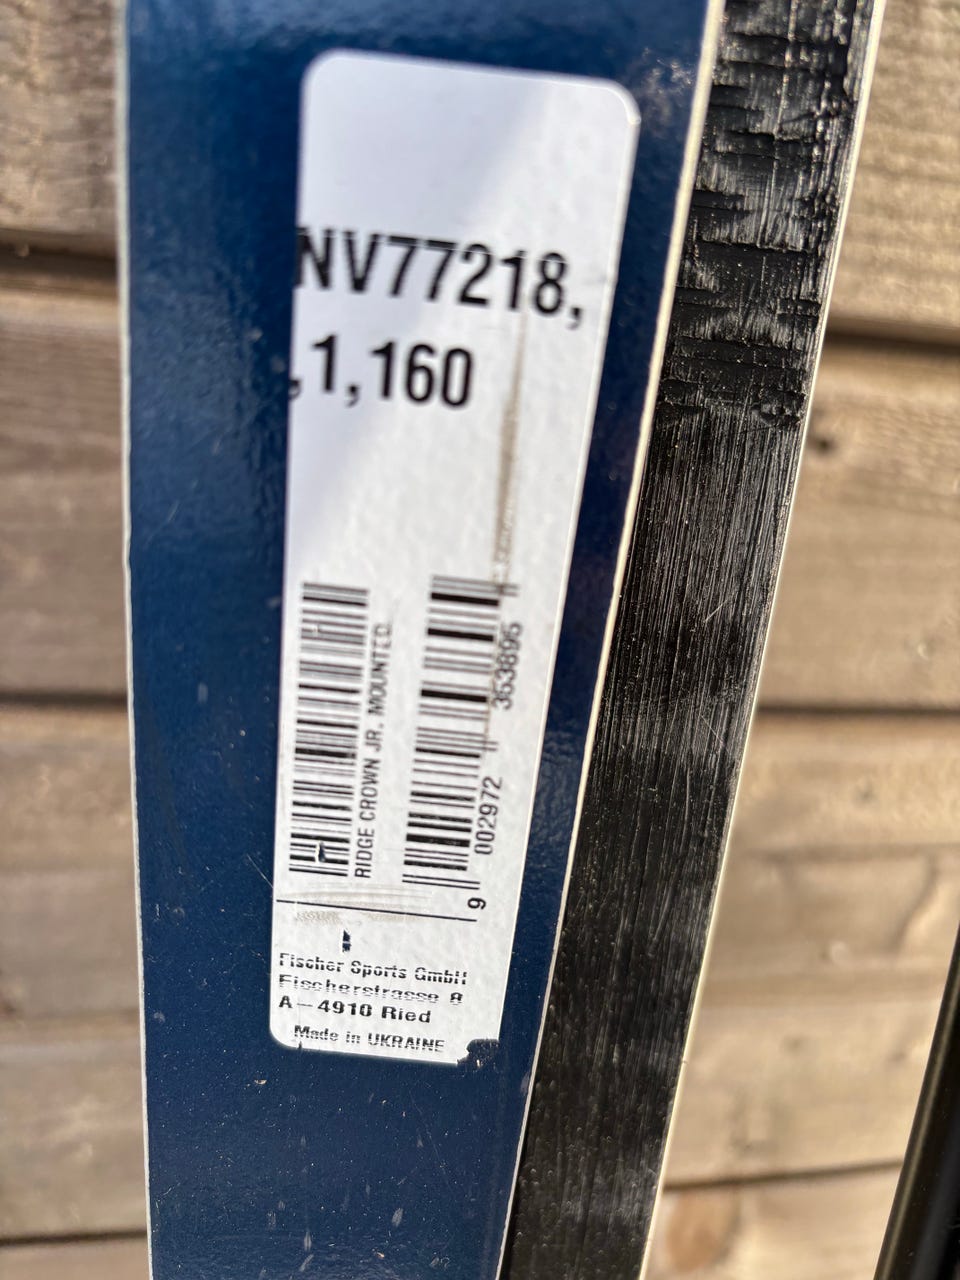 NV77218,
,1,160
RIDGE CROWN JR. MOUNTED
9 002972 353895
Fischer Sports GmbH
Fischerstrasse 8
A-4910 Ried
Made in UKRAINE